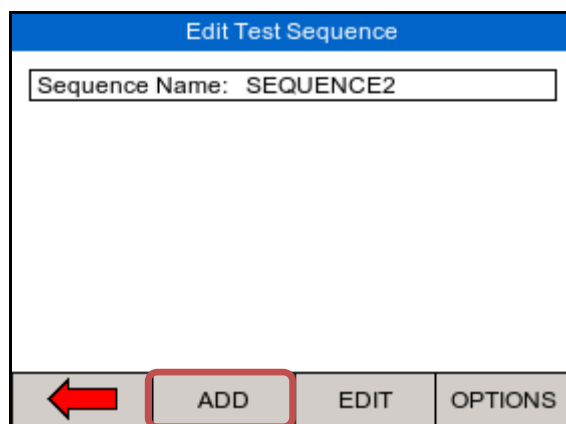 Edit Test Sequence
Sequence Name: SEQUENCE2
ADD EDIT OPTIONS